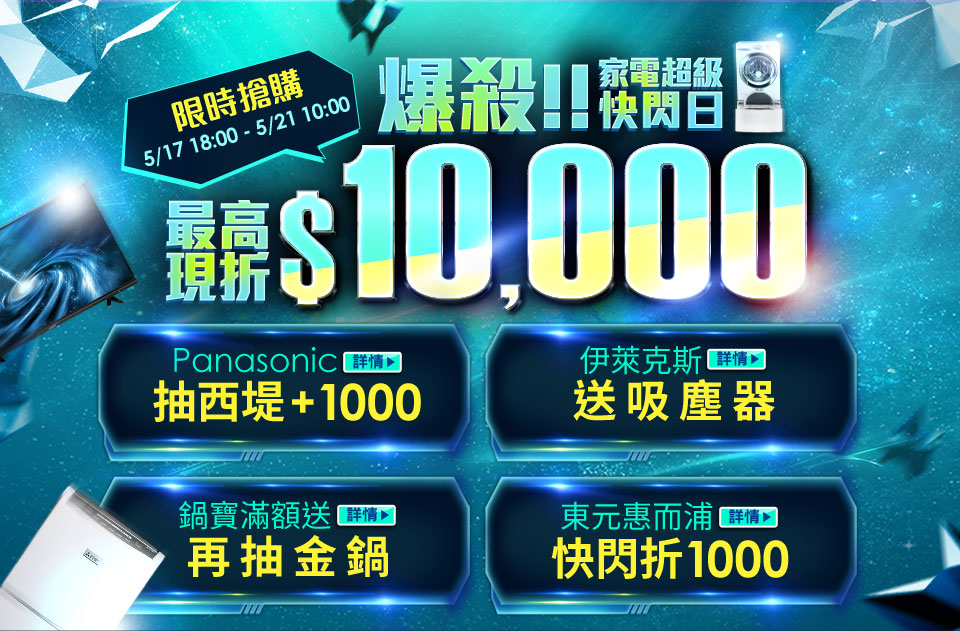 限時搶購
5/17 18:00 - 5/21 10:00
爆殺!!
家電超級
快閃日
最高
現折
$10,000
Panasonic 詳情▶
抽西堤+1000
伊萊克斯 詳情▶
送吸塵器
鍋寶滿額送 詳情▶
再抽金鍋
東元惠而浦 詳情▶
快閃折1000